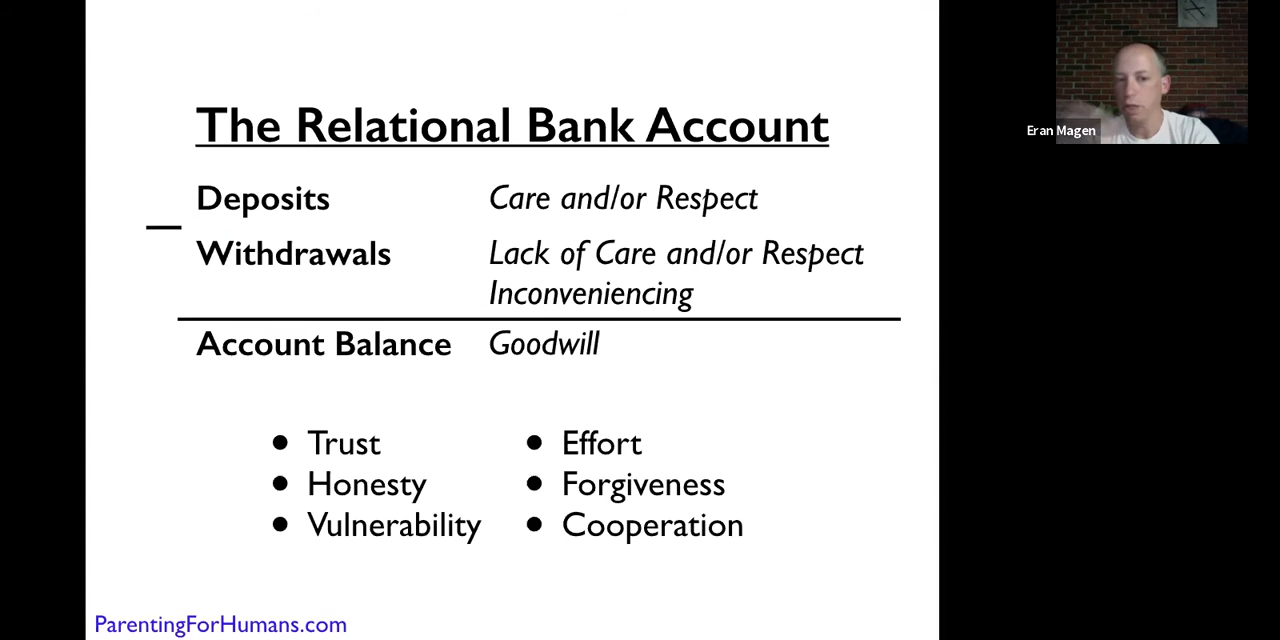 The Relational Bank Account
Deposits Care and/or Respect
Withdrawals Lack of Care and/or Respect
Inconveniencing
Account Balance Goodwill
• Trust • Effort
• Honesty • Forgiveness
• Vulnerability • Cooperation
ParentingForHumans.com
Eran Magen